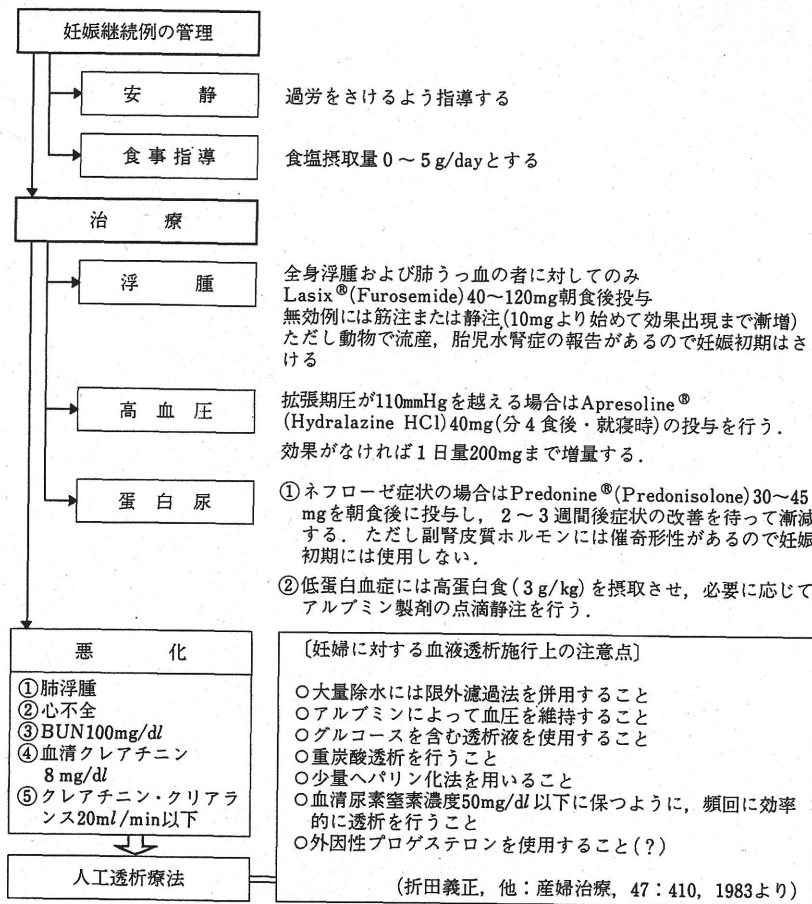 妊娠継続例の管理
安　　静
過労をさけるよう指導する
食事指導
食塩摂取量0～5g/dayとする
治　　療
浮　　腫
全身浮腫および肺うっ血の者に対してのみ
Lasix®(Furosemide)40～120mg朝食後投与
無効例には筋注または静注(10mgより始めて効果出現まで漸増)
ただし動物で流産，胎児水腎症の報告があるので妊娠初期はさ
ける
高 血 圧
拡張期圧が110mmHgを越える場合はApresoline®
(Hydralazine HCl)40mg(分4食後・就寝時)の投与を行う．
効果がなければ1日量200mgまで増量する．
蛋 白 尿
①ネフローゼ症状の場合はPredonine®(Predonisolone)30～45
mgを朝食後に投与し，2～3週間後症状の改善を待って漸減
する．ただし副腎皮質ホルモンには催奇形性があるので妊娠
初期には使用しない．
②低蛋白血症には高蛋白食(3g/kg)を摂取させ，必要に応じて
アルブミン製剤の点滴静注を行う．
悪　　化
①肺浮腫
②心不全
③BUN100mg/dl
④血清クレアチニン
8mg/dl
⑤クレアチニン・クリアラ
ンス20ml/min以下
人工透析療法
〔妊婦に対する血液透析施行上の注意点〕
○大量除水には限外濾過法を併用すること
○アルブミンによって血圧を維持すること
○グルコースを含む透析液を使用すること
○重炭酸透析を行うこと
○少量ヘパリン化法を用いること
○血清尿素窒素濃度50mg/dl以下に保つように，頻回に効率
的に透析を行うこと
○外因性プロゲステロンを使用すること(？)
(折田義正，他：産婦治療，47：410，1983より)